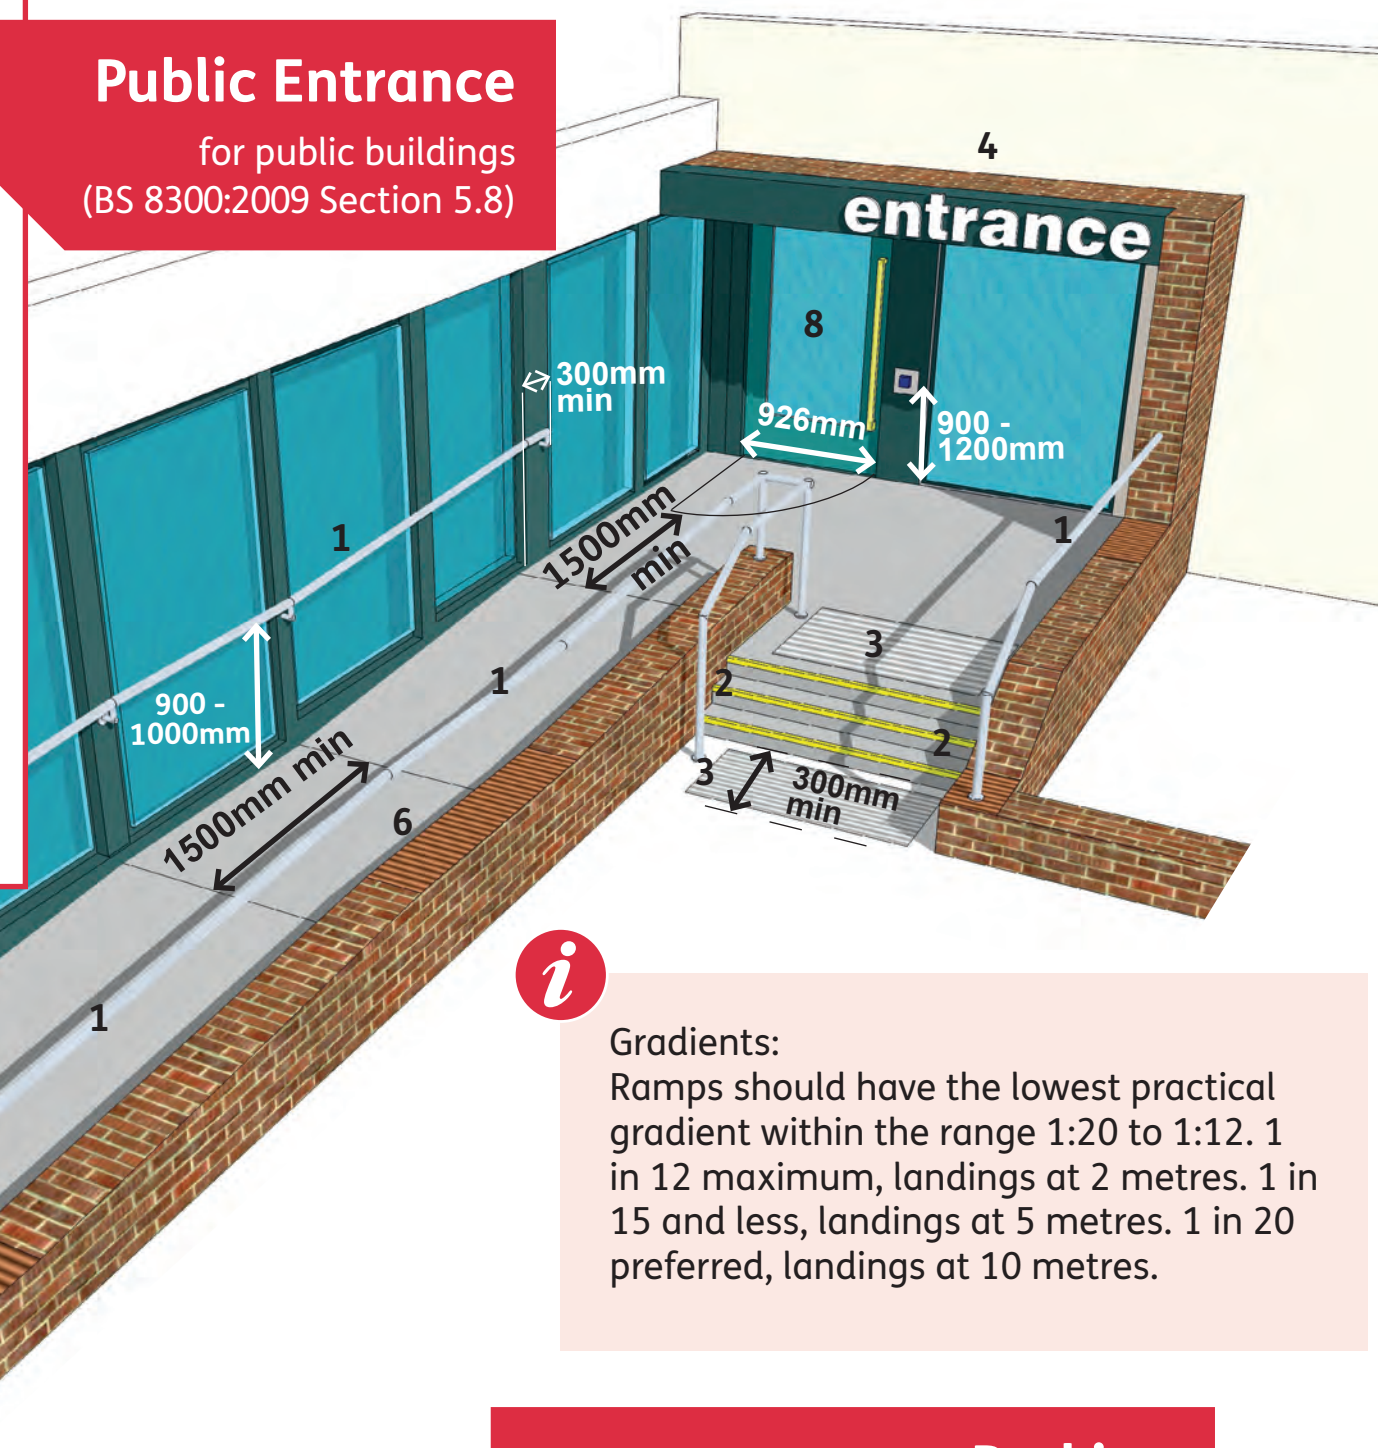 Public Entrance
for public buildings
(BS 8300:2009 Section 5.8)
4
entrance
8
300mm
min
926mm
900 -
1200mm
1
1500mm
min
1
3
1
2
900 -
1000mm
2
1500mm min
3
300mm
min
6
1
i
Gradients:
Ramps should have the lowest practical
gradient within the range 1:20 to 1:12. 1
in 12 maximum, landings at 2 metres. 1 in
15 and less, landings at 5 metres. 1 in 20
preferred, landings at 10 metres.